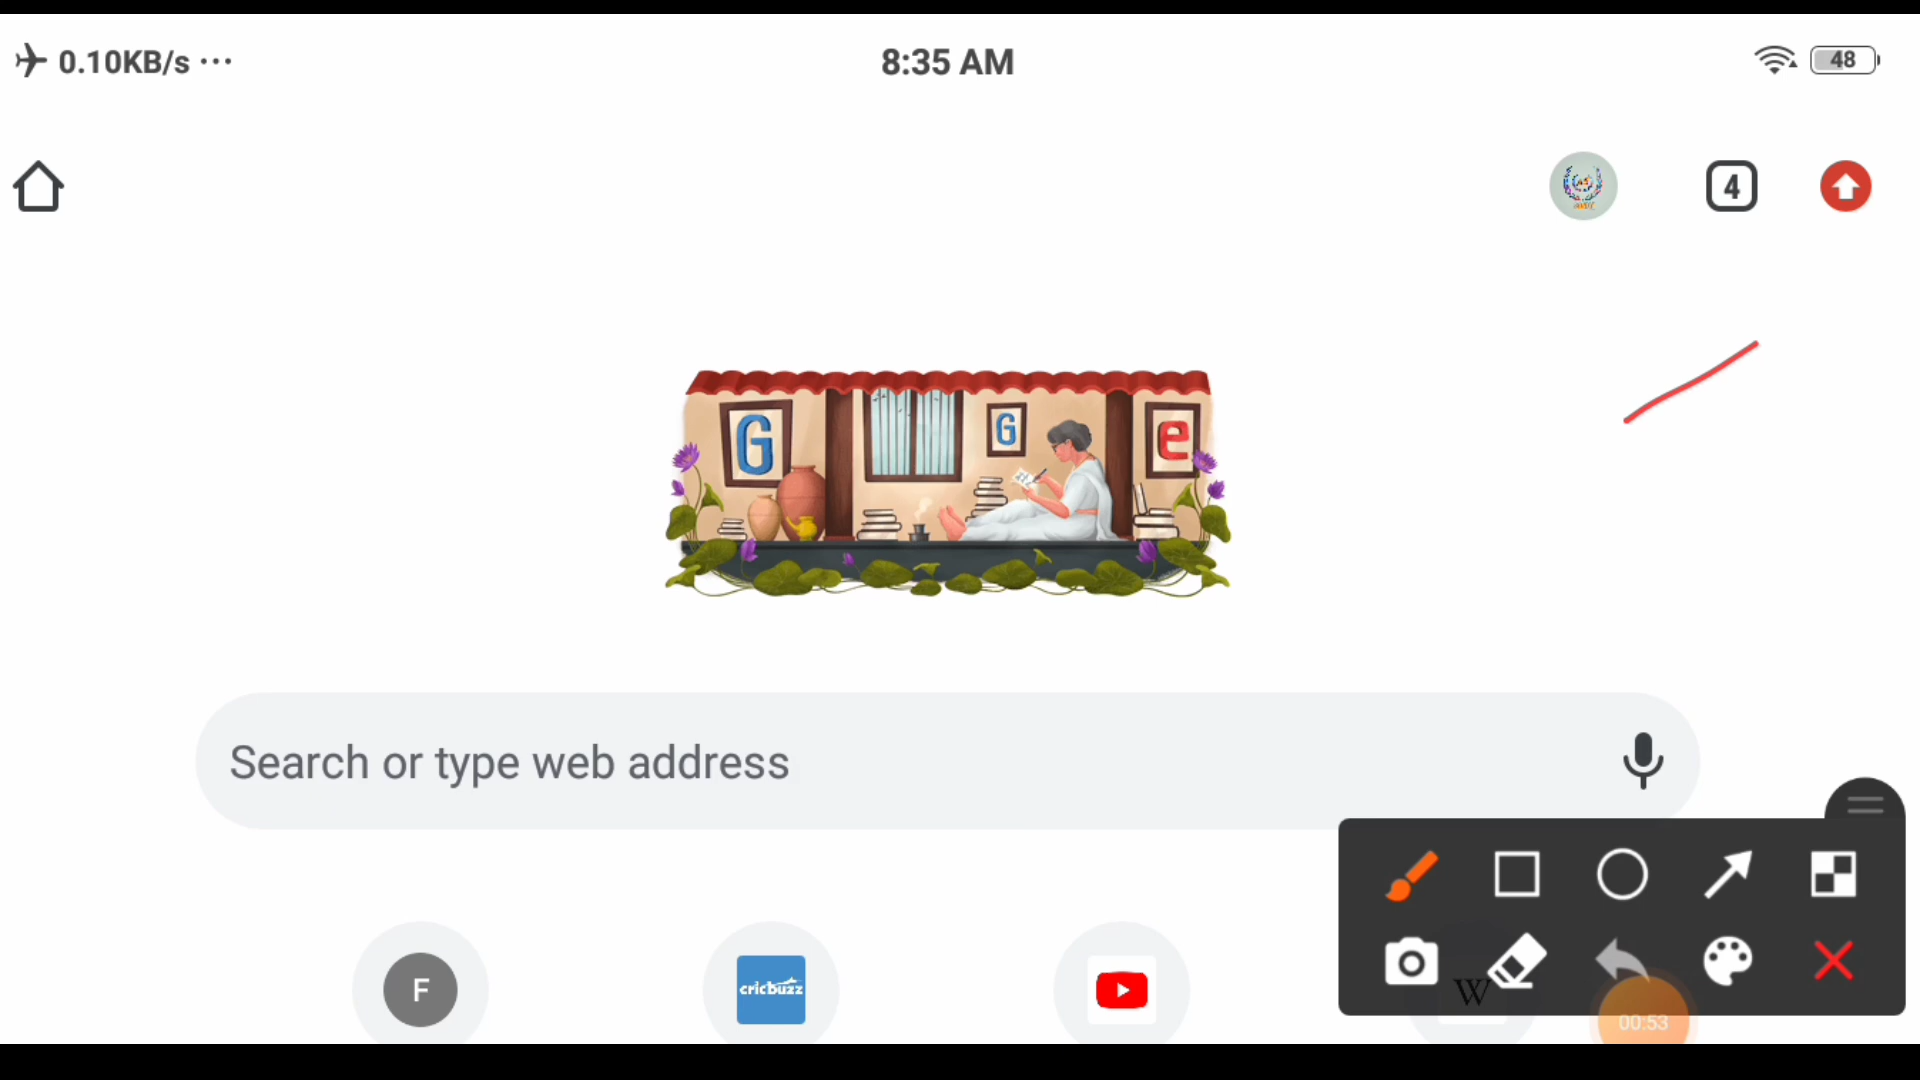 0.10KB/s ...
8:35 AM
48
4
G
G
e
Search or type web address
F
cricbuzz
W
00:53